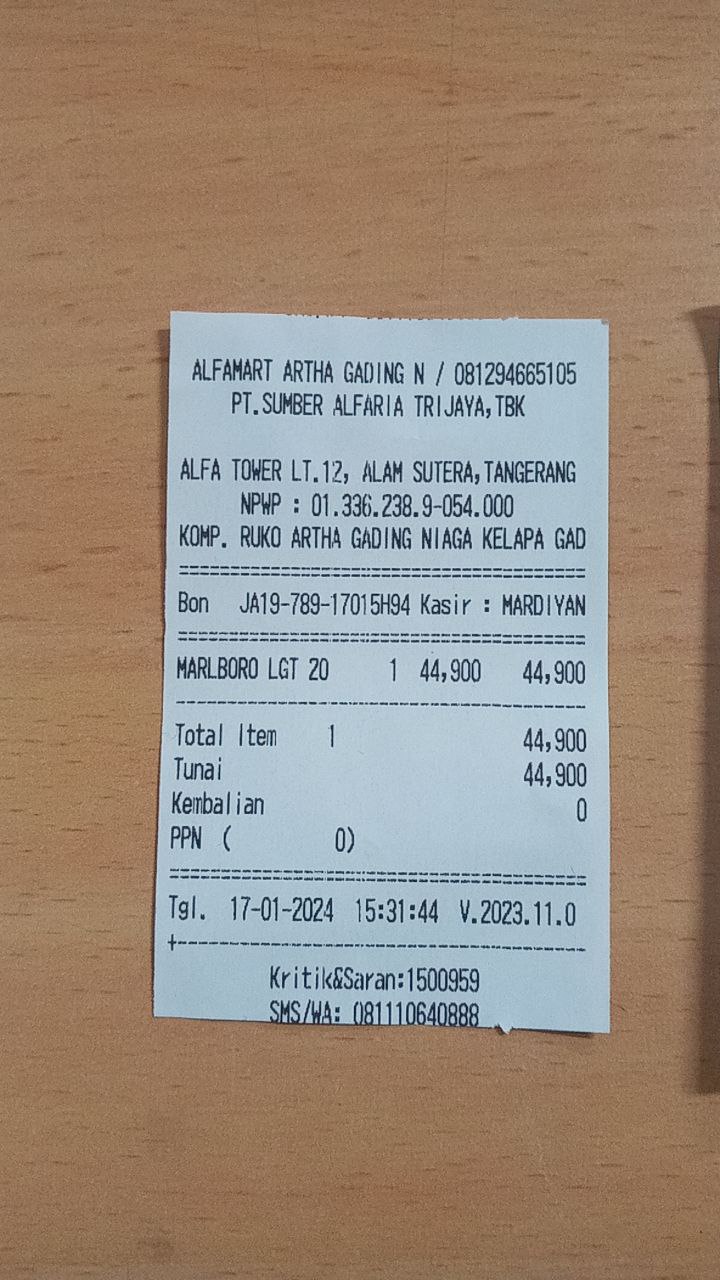 ALFAMART ARTHA GADING N / 081294665105
PT.SUMBER ALFARIA TRIJAYA,TBK
ALFA TOWER LT.12, ALAM SUTERA,TANGERANG
NPWP : 01.336.238.9-054.000
KOMP. RUKO ARTHA GADING NIAGA KELAPA GAD
Bon JA19-789-17015H94 Kasir : MARDIYAN
MARLBORO LGT 20 1 44,900 44,900
Total Item 1 44,900
Tunai 44,900
Kembalian 0
PPN ( 0)
Tgl. 17-01-2024 15:31:44 V.2023.11.0
Kritik&Saran:1500959
SMS/WA: 081110640888